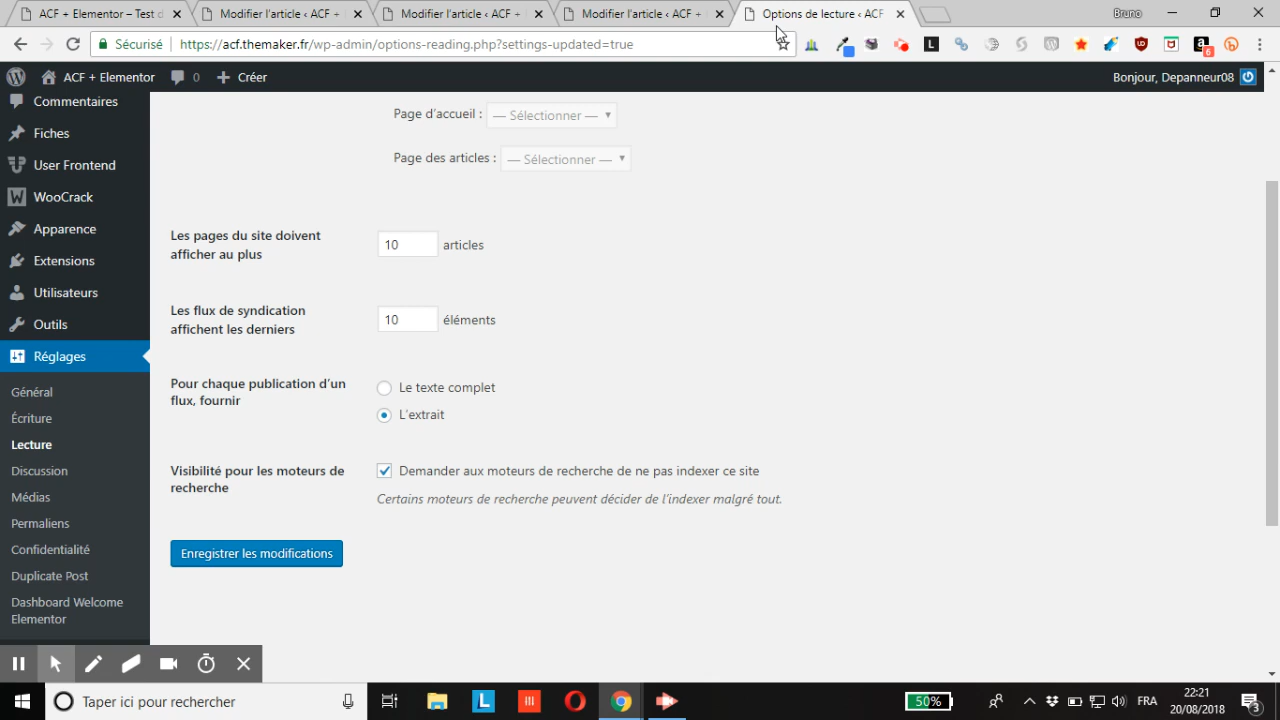 ACF + Elementor – Test d
Modifier l'article ‹ ACF +
Modifier l'article ‹ ACF +
Modifier l'article ‹ ACF +
Options de lecture ‹ ACF
Bruno
Sécurisé
https://acf.themaker.fr/wp-admin/options-reading.php?settings-updated=true
ACF + Elementor
0
Créer
Bonjour, Depanneur08
Commentaires
Fiches
User Frontend
WooCrack
Apparence
Extensions
Utilisateurs
Outils
Réglages
Général
Écriture
Lecture
Discussion
Médias
Permaliens
Confidentialité
Duplicate Post
Dashboard Welcome
Elementor
Page d'accueil : — Sélectionner —
Page des articles : — Sélectionner —
Les pages du site doivent
afficher au plus
10 articles
Les flux de syndication
affichent les derniers
10 éléments
Pour chaque publication d'un
flux, fournir
Le texte complet
L'extrait
Visibilité pour les moteurs de
recherche
Demander aux moteurs de recherche de ne pas indexer ce site
Certains moteurs de recherche peuvent décider de l'indexer malgré tout.
Enregistrer les modifications
Taper ici pour rechercher
50%
FRA
22:21
20/08/2018
3